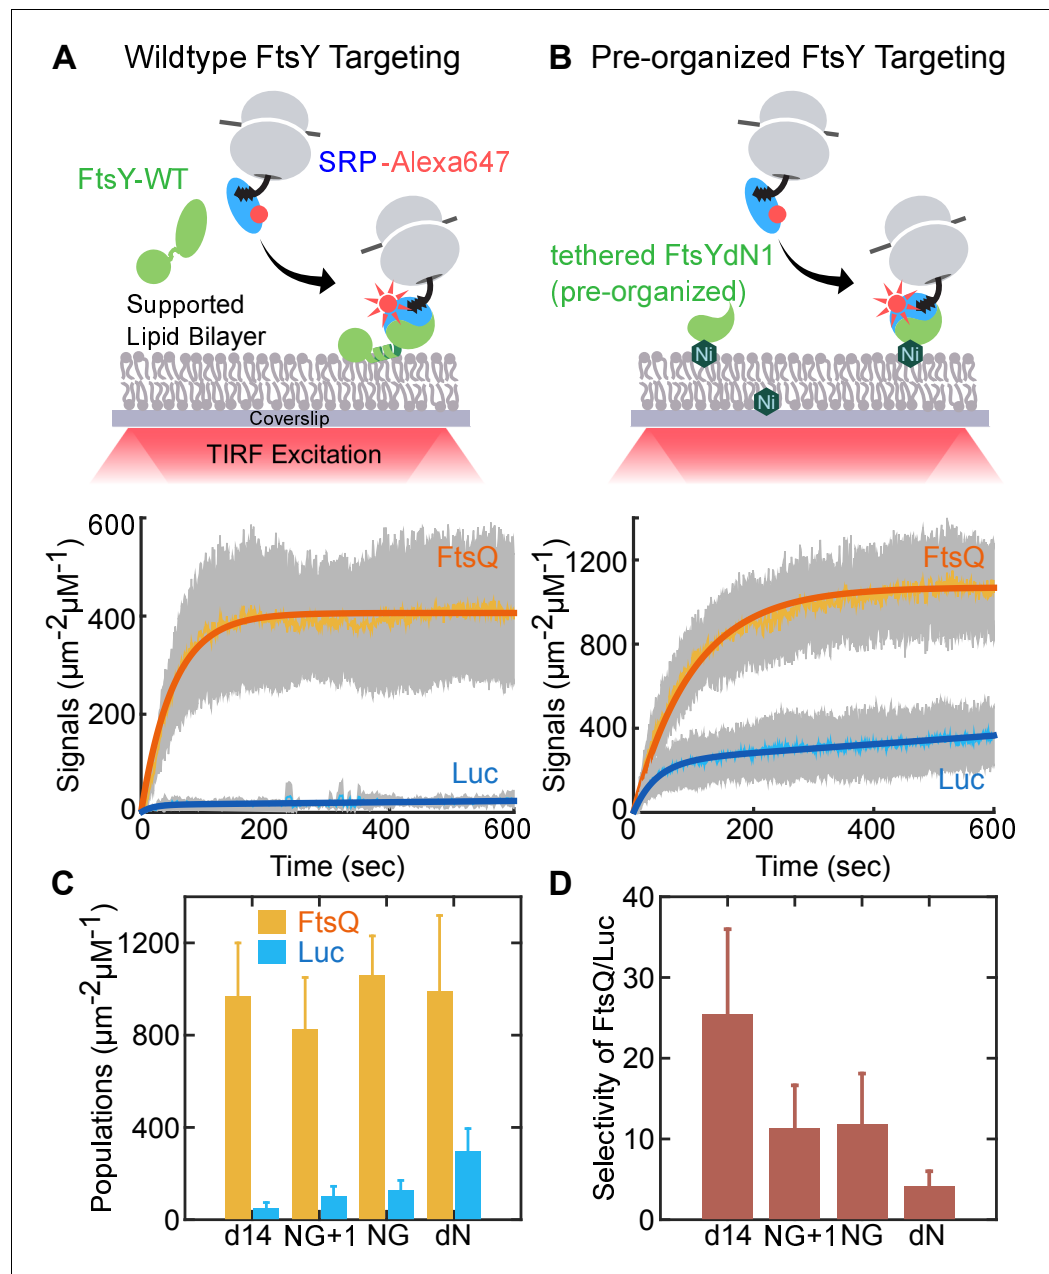 A Wildtype FtsY Targeting
FtsY-WT
SRP-Alexa647
Supported
Lipid Bilayer
Coverslip
TIRF Excitation
B Pre-organized FtsY Targeting
tethered FtsYdN1
(pre-organized)
Ni
Ni
Ni
Signals (µm⁻²µM⁻¹)
600
400
200
0
FtsQ
Luc
0 200 400 600
Time (sec)
Signals (µm⁻²µM⁻¹)
1200
800
400
0
FtsQ
Luc
0 200 400 600
Time (sec)
C
Populations (µm⁻²µM⁻¹)
1200
800
400
0
FtsQ
Luc
d14 NG+1 NG dN
D
Selectivity of FtsQ/Luc
40
30
20
10
0
d14 NG+1 NG dN